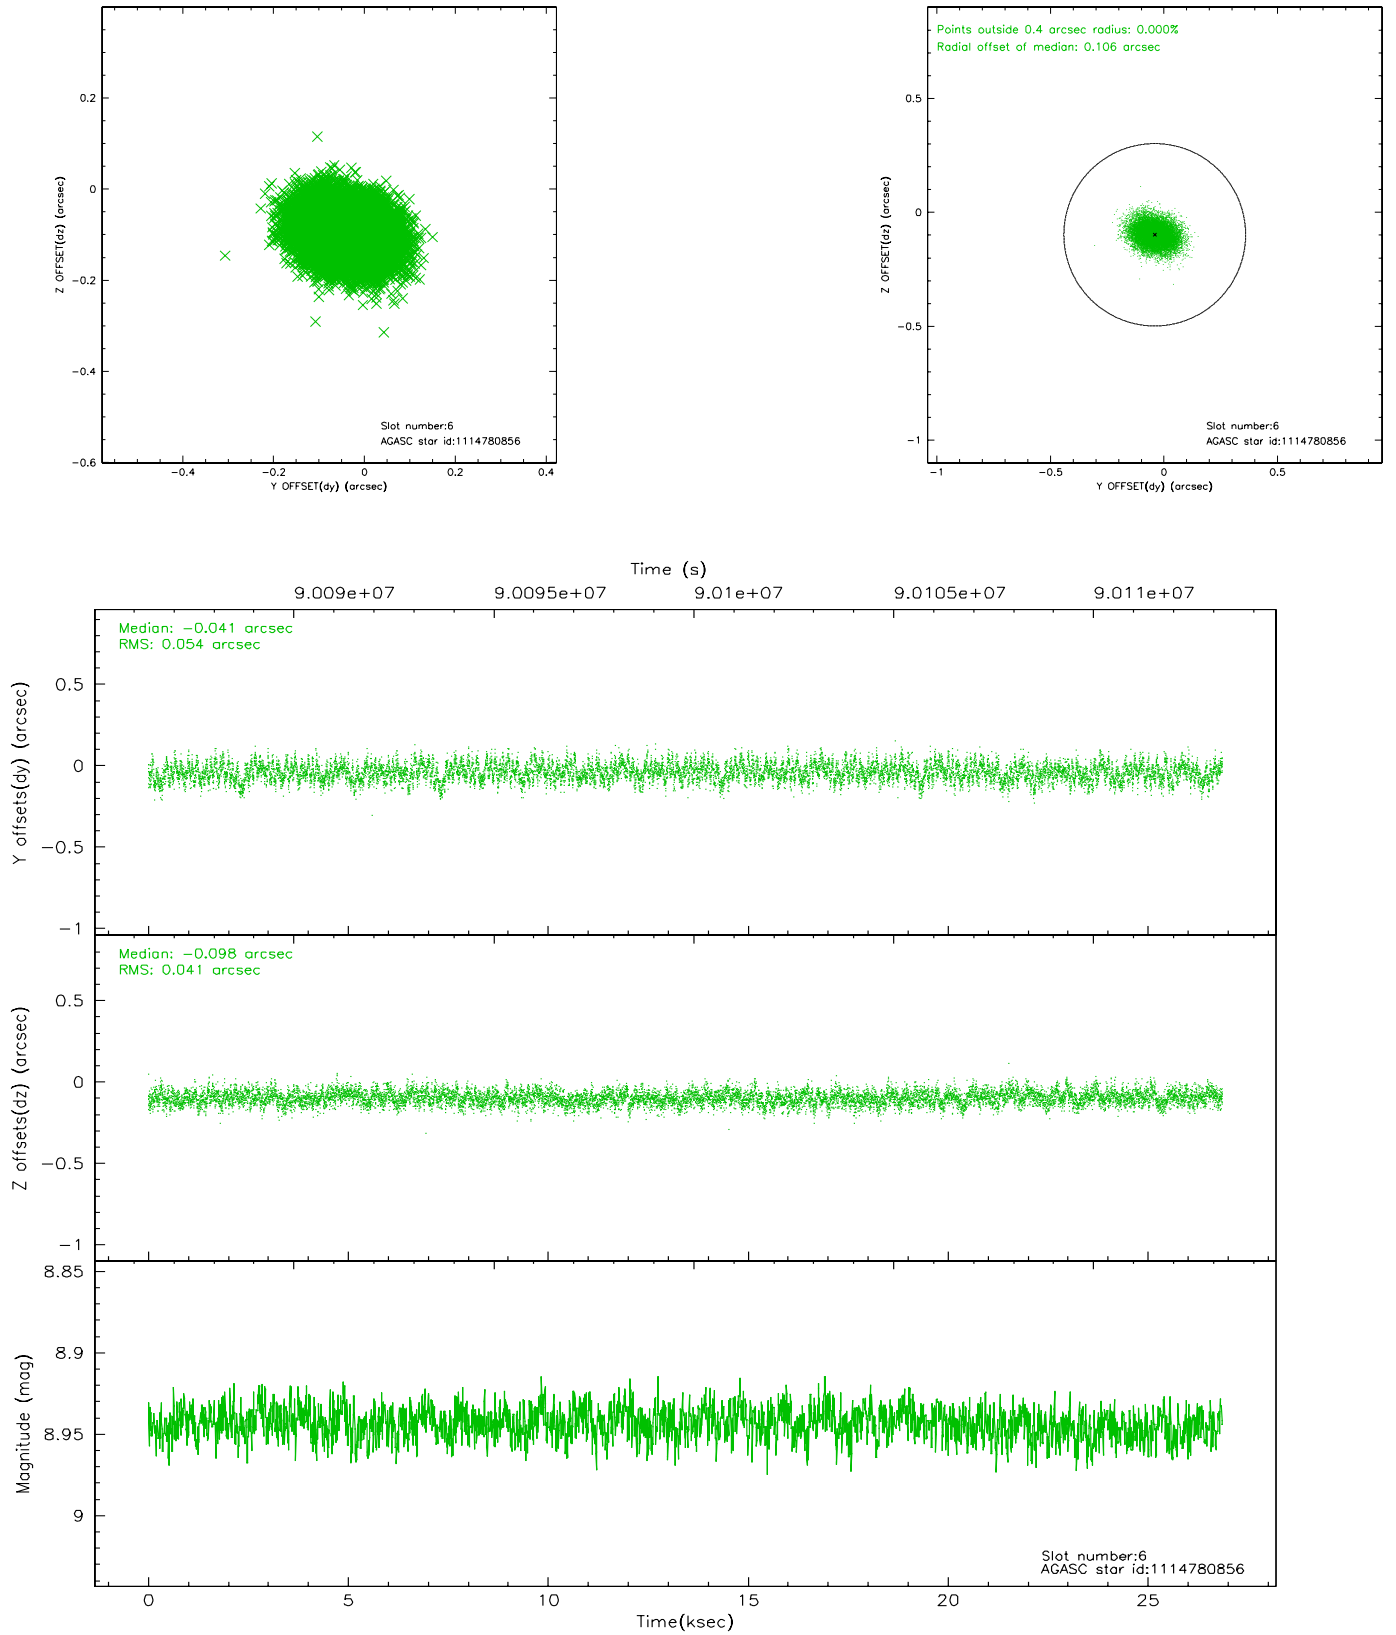 0.2
0
−0.2
−0.4
−0.6
Z OFFSET(dz) (arcsec)
Slot number:6
AGASC star id:1114780856
−0.4 −0.2 0 0.2 0.4
Y OFFSET(dy) (arcsec)
Points outside 0.4 arcsec radius: 0.000%
Radial offset of median: 0.106 arcsec
0.5
0
−0.5
−1
Z OFFSET(dz) (arcsec)
Slot number:6
AGASC star id:1114780856
−1 −0.5 0 0.5
Y OFFSET(dy) (arcsec)
Time (s)
9.009e+07 9.0095e+07 9.01e+07 9.0105e+07 9.011e+07
Median: −0.041 arcsec
RMS: 0.054 arcsec
0.5
0
−0.5
−1
Y offsets(dy) (arcsec)
Median: −0.098 arcsec
RMS: 0.041 arcsec
0.5
0
−0.5
−1
Z offsets(dz) (arcsec)
8.85
8.9
8.95
9
Magnitude (mag)
Slot number:6
AGASC star id:1114780856
0 5 10 15 20 25
Time(ksec)